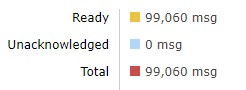 Ready 99,060 msg
Unacknowledged 0 msg
Total 99,060 msg